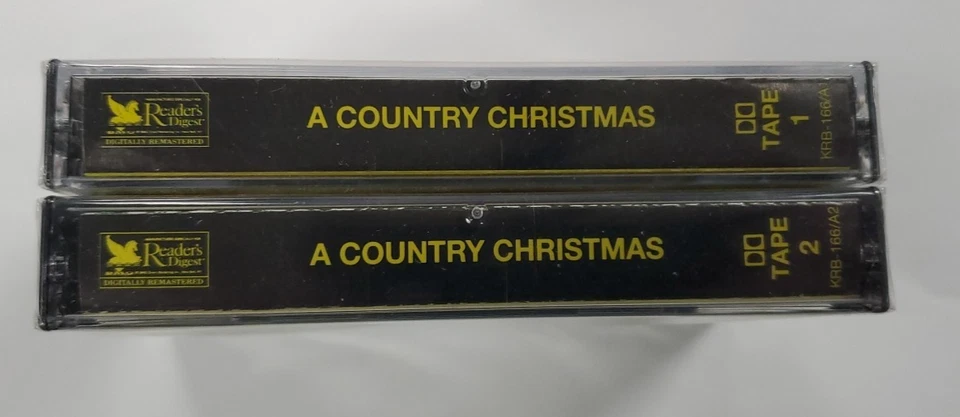 Reader's
Digest
DIGITALLY REMASTERED
A COUNTRY CHRISTMAS
TAPE
1
KRB-166/A
Reader's
Digest
DIGITALLY REMASTERED
A COUNTRY CHRISTMAS
TAPE
2
KRB-166/A2